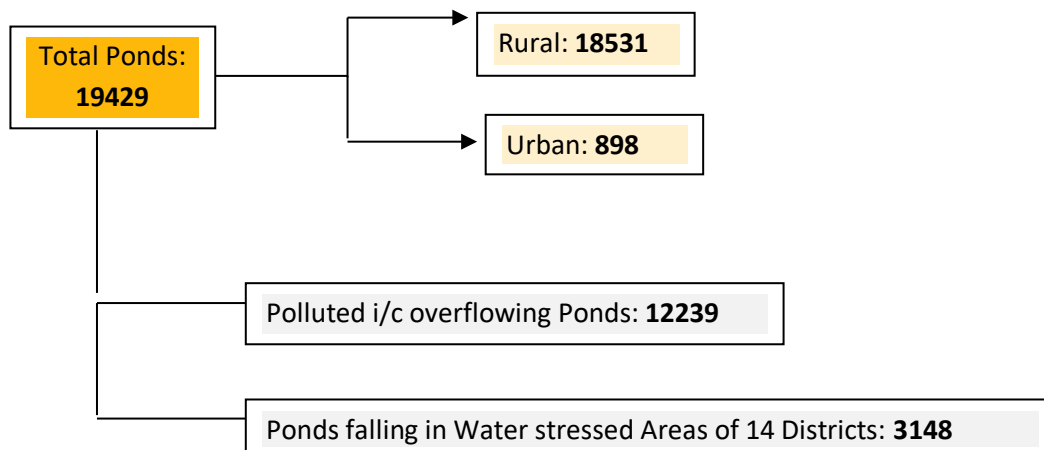 Total Ponds:
19429
Rural: 18531
Urban: 898
Polluted i/c overflowing Ponds: 12239
Ponds falling in Water stressed Areas of 14 Districts: 3148